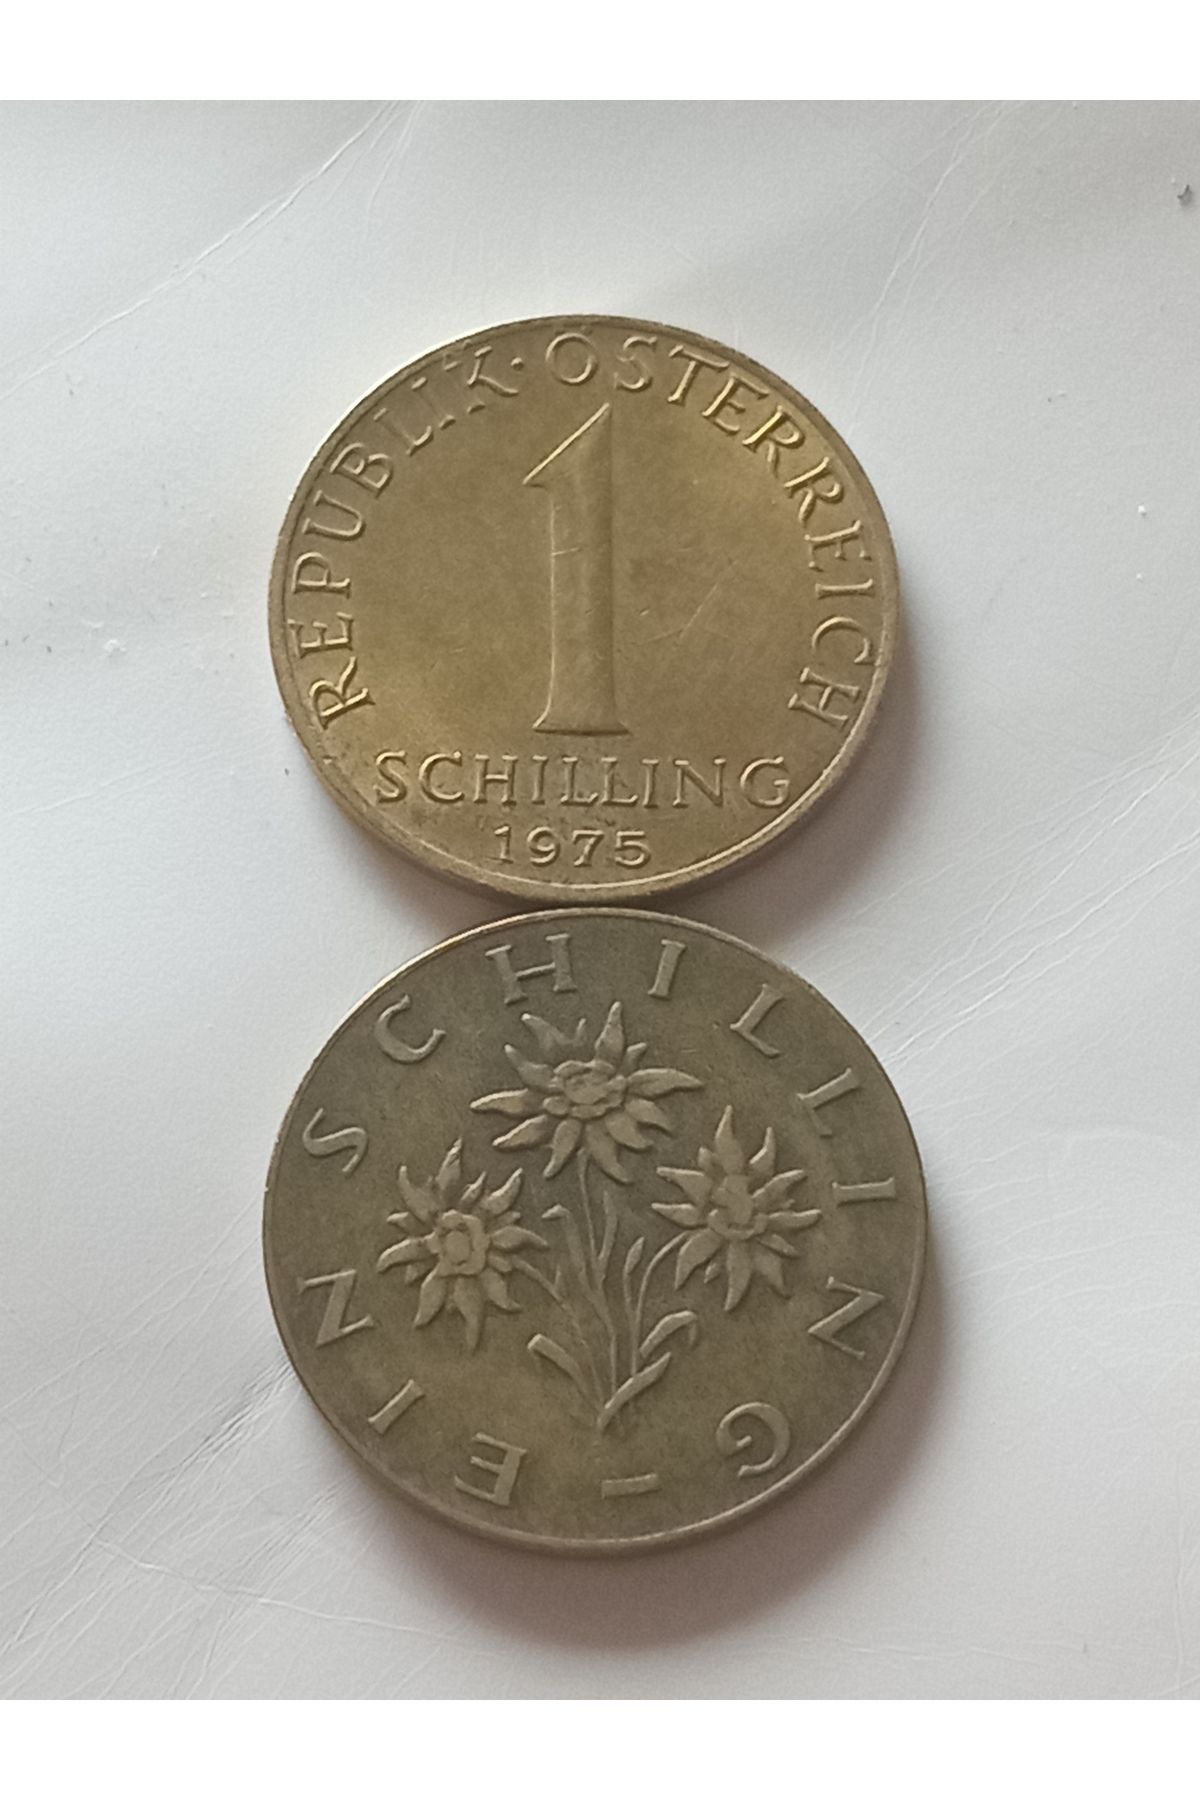 REPUBLIK · ÖSTERREICH
1
SCHILLING
1975
EIN SCHILLING -